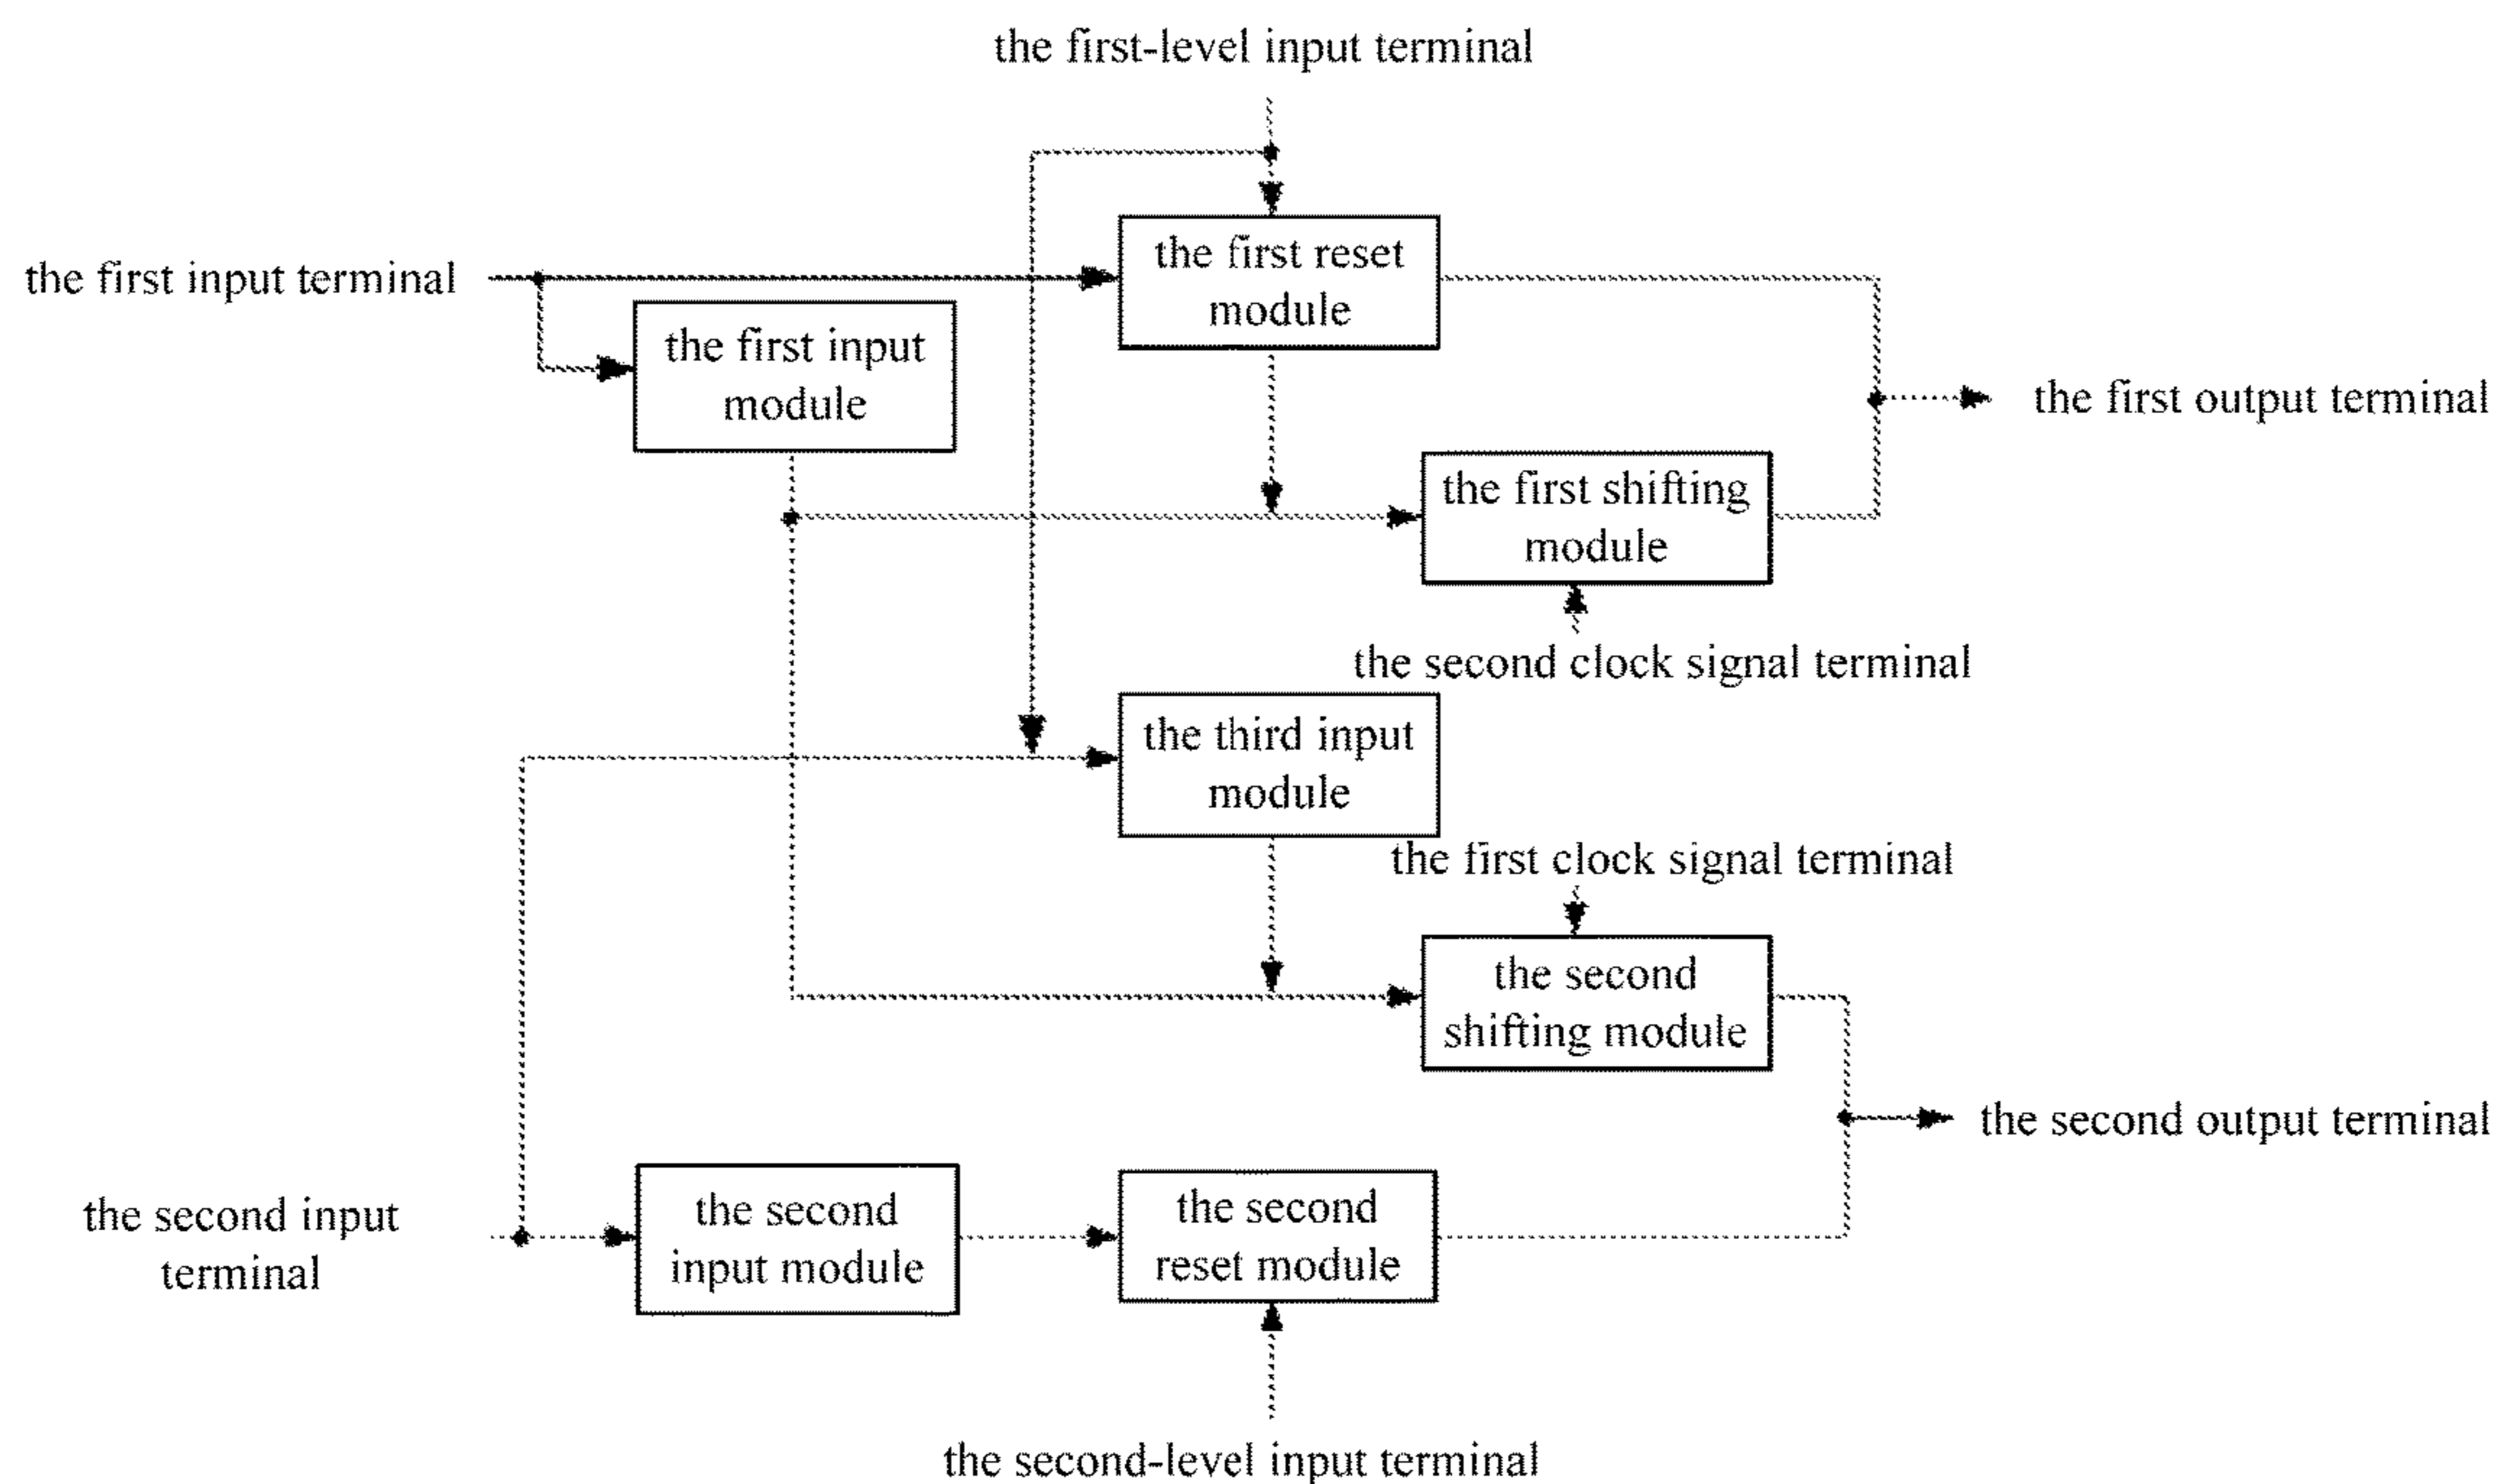 the first-level input terminal
the first input terminal
the first reset
module
the first input
module
the first output terminal
the first shifting
module
the second clock signal terminal
the third input
module
the first clock signal terminal
the second
shifting module
the second output terminal
the second input
terminal
the second
input module
the second
reset module
the second-level input terminal